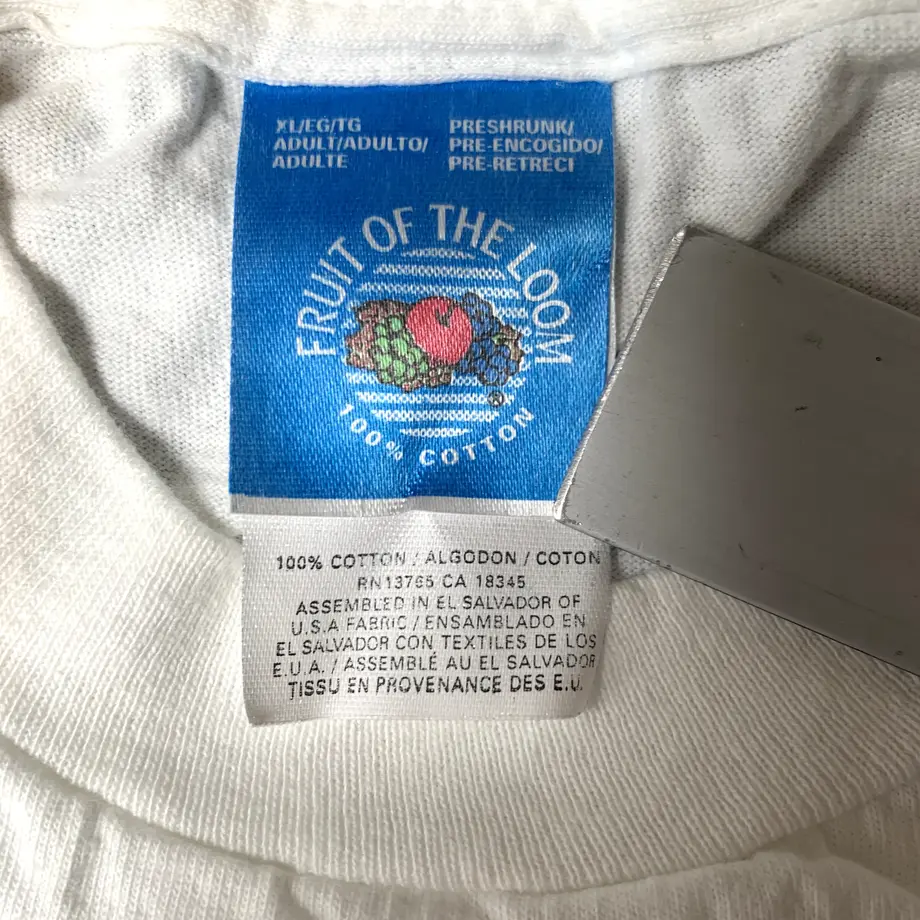 XL/EG/TG
ADULT/ADULTO/
ADULTE
PRESHRUNK/
PRE-ENCOGIDO/
PRE-RETRECI
FRUIT OF THE LOOM
®
100% COTTON
100% COTTON / ALGODON / COTON
RN13765 CA 18345
ASSEMBLED IN EL SALVADOR OF
U.S.A FABRIC / ENSAMBLADO EN
EL SALVADOR CON TEXTILES DE LOS
E.U.A. / ASSEMBLÉ AU EL SALVADOR
TISSU EN PROVENANCE DES E.U.